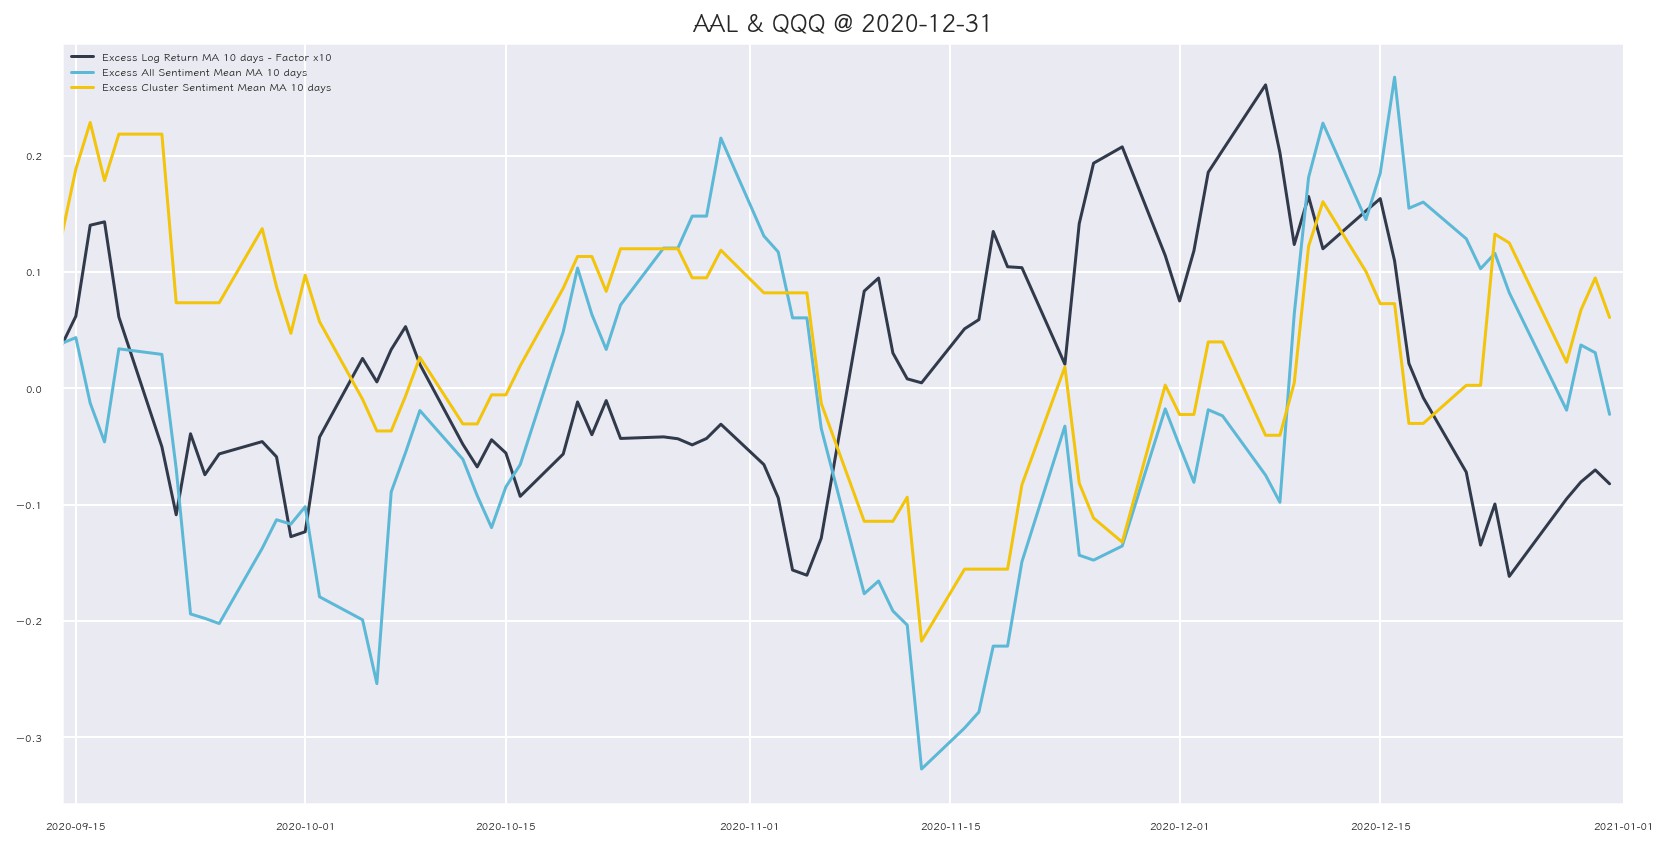 AAL & QQQ @ 2020-12-31
Excess Log Return MA 10 days - Factor x10
Excess All Sentiment Mean MA 10 days
Excess Cluster Sentiment Mean MA 10 days
0.2
0.1
0.0
−0.1
−0.2
−0.3
2020-09-15 2020-10-01 2020-10-15 2020-11-01 2020-11-15 2020-12-01 2020-12-15 2021-01-01